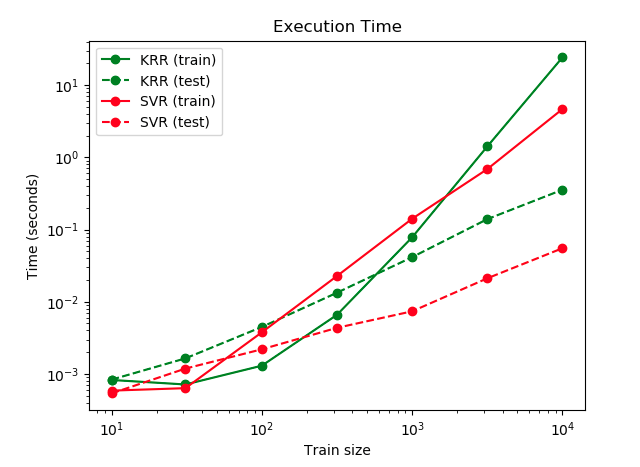 Execution Time
KRR (train)
KRR (test)
SVR (train)
SVR (test)
Time (seconds)
10¹
10⁰
10⁻¹
10⁻²
10⁻³
10¹ 10² 10³ 10⁴
Train size